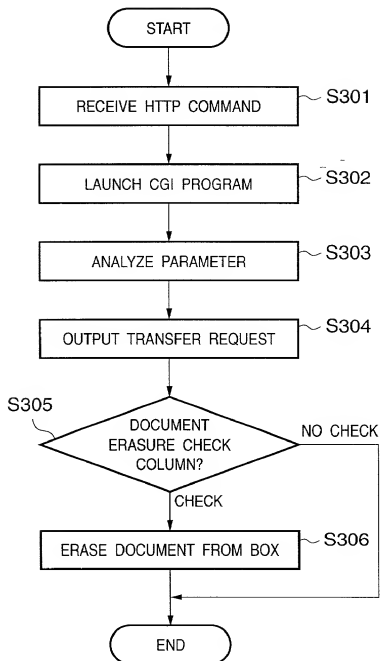 START
RECEIVE HTTP COMMAND
S301
LAUNCH CGI PROGRAM
S302
ANALYZE PARAMETER
S303
OUTPUT TRANSFER REQUEST
S304
S305
DOCUMENT
ERASURE CHECK
COLUMN?
NO CHECK
CHECK
ERASE DOCUMENT FROM BOX
S306
END